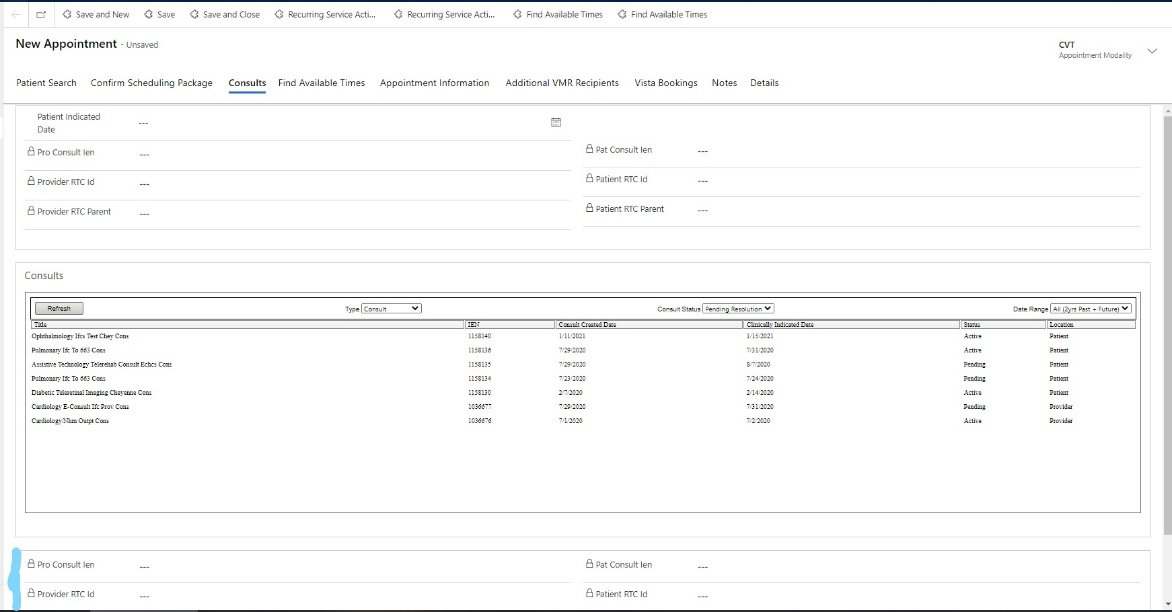 Save and New Save Save and Close Recurring Service Acti... Recurring Service Acti... Find Available Times Find Available Times
New Appointment - Unsaved
CVT
Appointment Modality
Patient Search Confirm Scheduling Package Consults Find Available Times Appointment Information Additional VMR Recipients Vista Bookings Notes Details
Patient Indicated
Date ---
Pro Consult Ien --- Pat Consult Ien ---
Provider RTC Id --- Patient RTC Id ---
Provider RTC Parent --- Patient RTC Parent ---
Consults
Refresh Type Consult Consult Status Pending Resolution Date Range All (2yrs Past + Future)
Title IEN Consult Created Date Clinically Indicated Date Status Location
Ophthalmology Ifcs Test Chey Cons 1158140 1/11/2021 1/15/2021 Active Patient
Pulmonary Ifc To 663 Cons 1158136 7/29/2020 7/31/2020 Active Patient
Assistive Technology Telerehab Consult Echcs Cons 1158135 7/29/2020 8/7/2020 Pending Patient
Pulmonary Ifc To 663 Cons 1158134 7/23/2020 7/24/2020 Pending Patient
Diabetic Teleretinal Imaging Cheyenne Cons 1158130 2/7/2020 2/14/2020 Active Patient
Cardiology E-Consult Ifc Prov Cons 1036677 7/29/2020 7/31/2020 Pending Provider
Cardiology/Nhm Outpt Cons 1036676 7/1/2020 7/2/2020 Active Provider
Pro Consult Ien --- Pat Consult Ien ---
Provider RTC Id --- Patient RTC Id ---